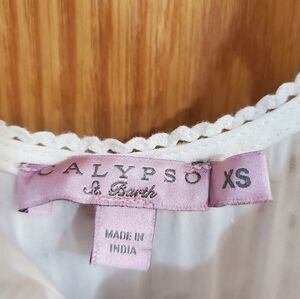 CALYPSO
St. Barth
XS
MADE IN
INDIA